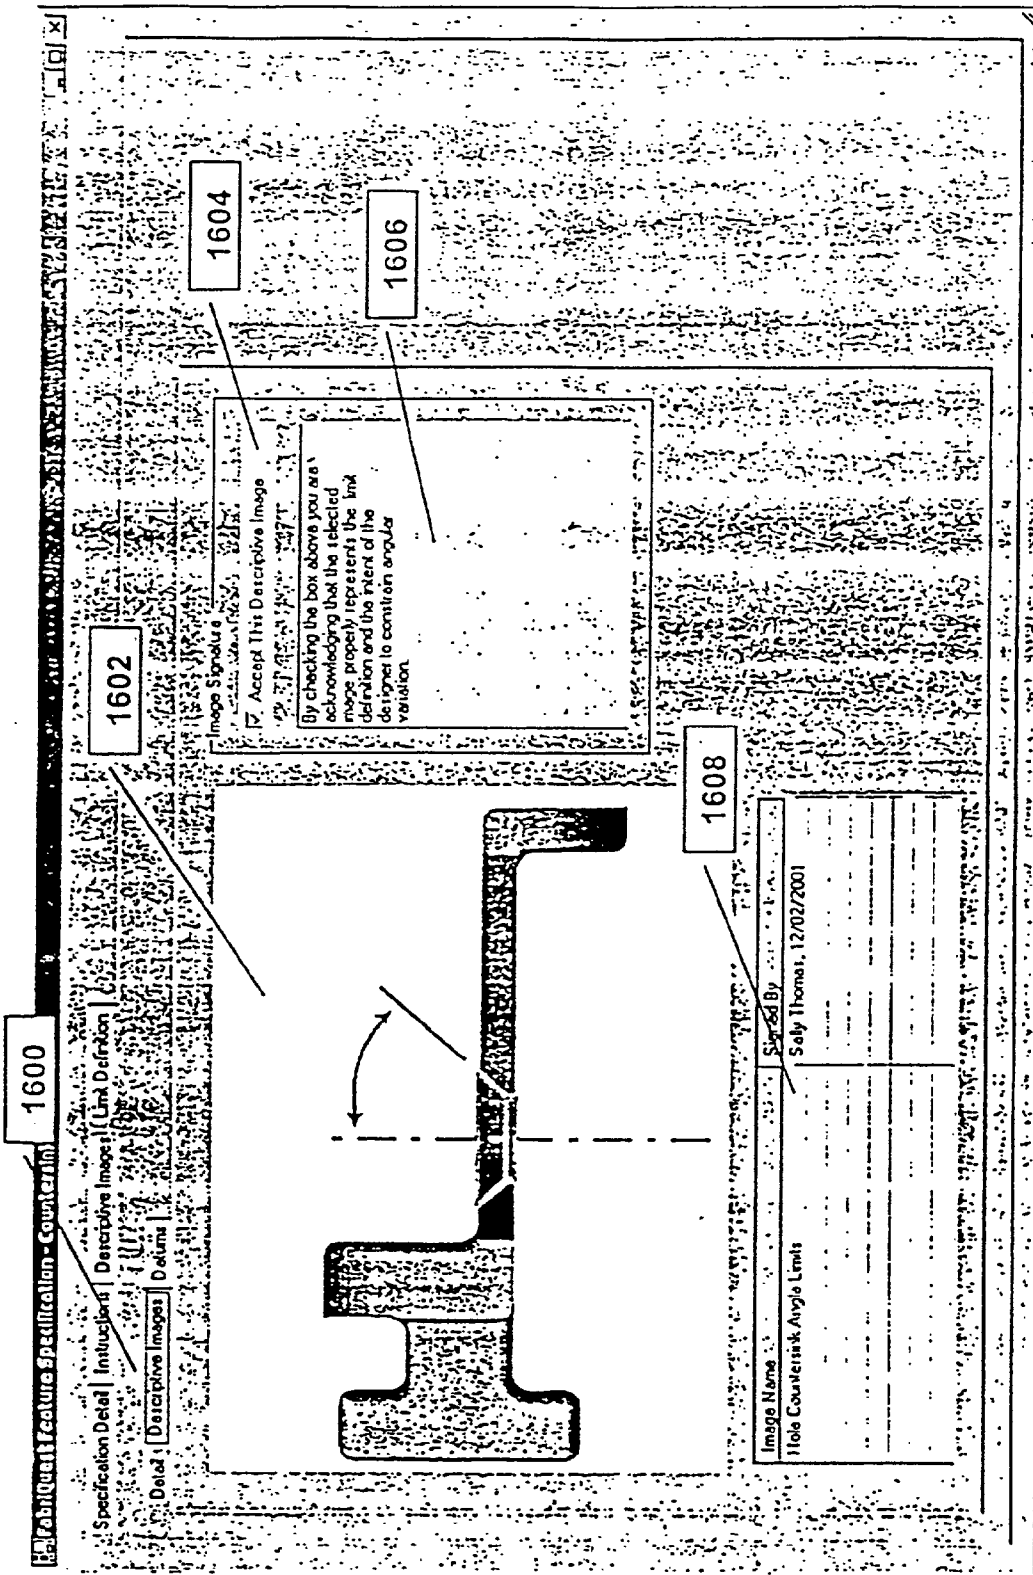 1600
FabriQual Feature Specification - Countersink
Specification Detail Instructions Descriptive Images Limit Definition
Detail Descriptive Images Datums
1602
Image Signature
Accept This Descriptive Image
1604
By checking the box above you are
acknowledging that the selected
image properly represents the limit
definition and the intent of the
designer to constrain angular
variation.
1606
1608
Image Name Signed By
Hole Countersink Angle Limits Sally Thomas, 12/02/2001